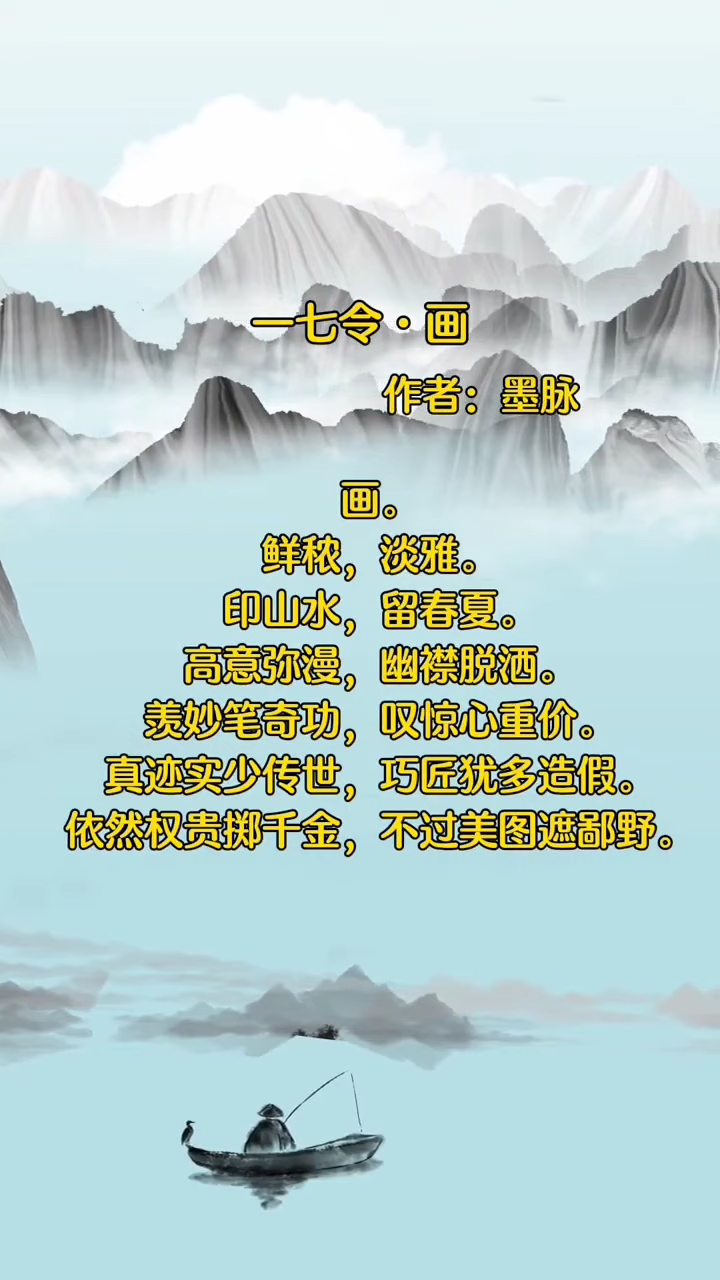 一七令·画
作者：墨脉
画。
鲜秾，淡雅。
印山水，留春夏。
高意弥漫，幽襟脱洒。
羡妙笔奇功，叹惊心重价。
真迹实少传世，巧匠犹多造假。
依然权贵掷千金，不过美图遮鄙野。